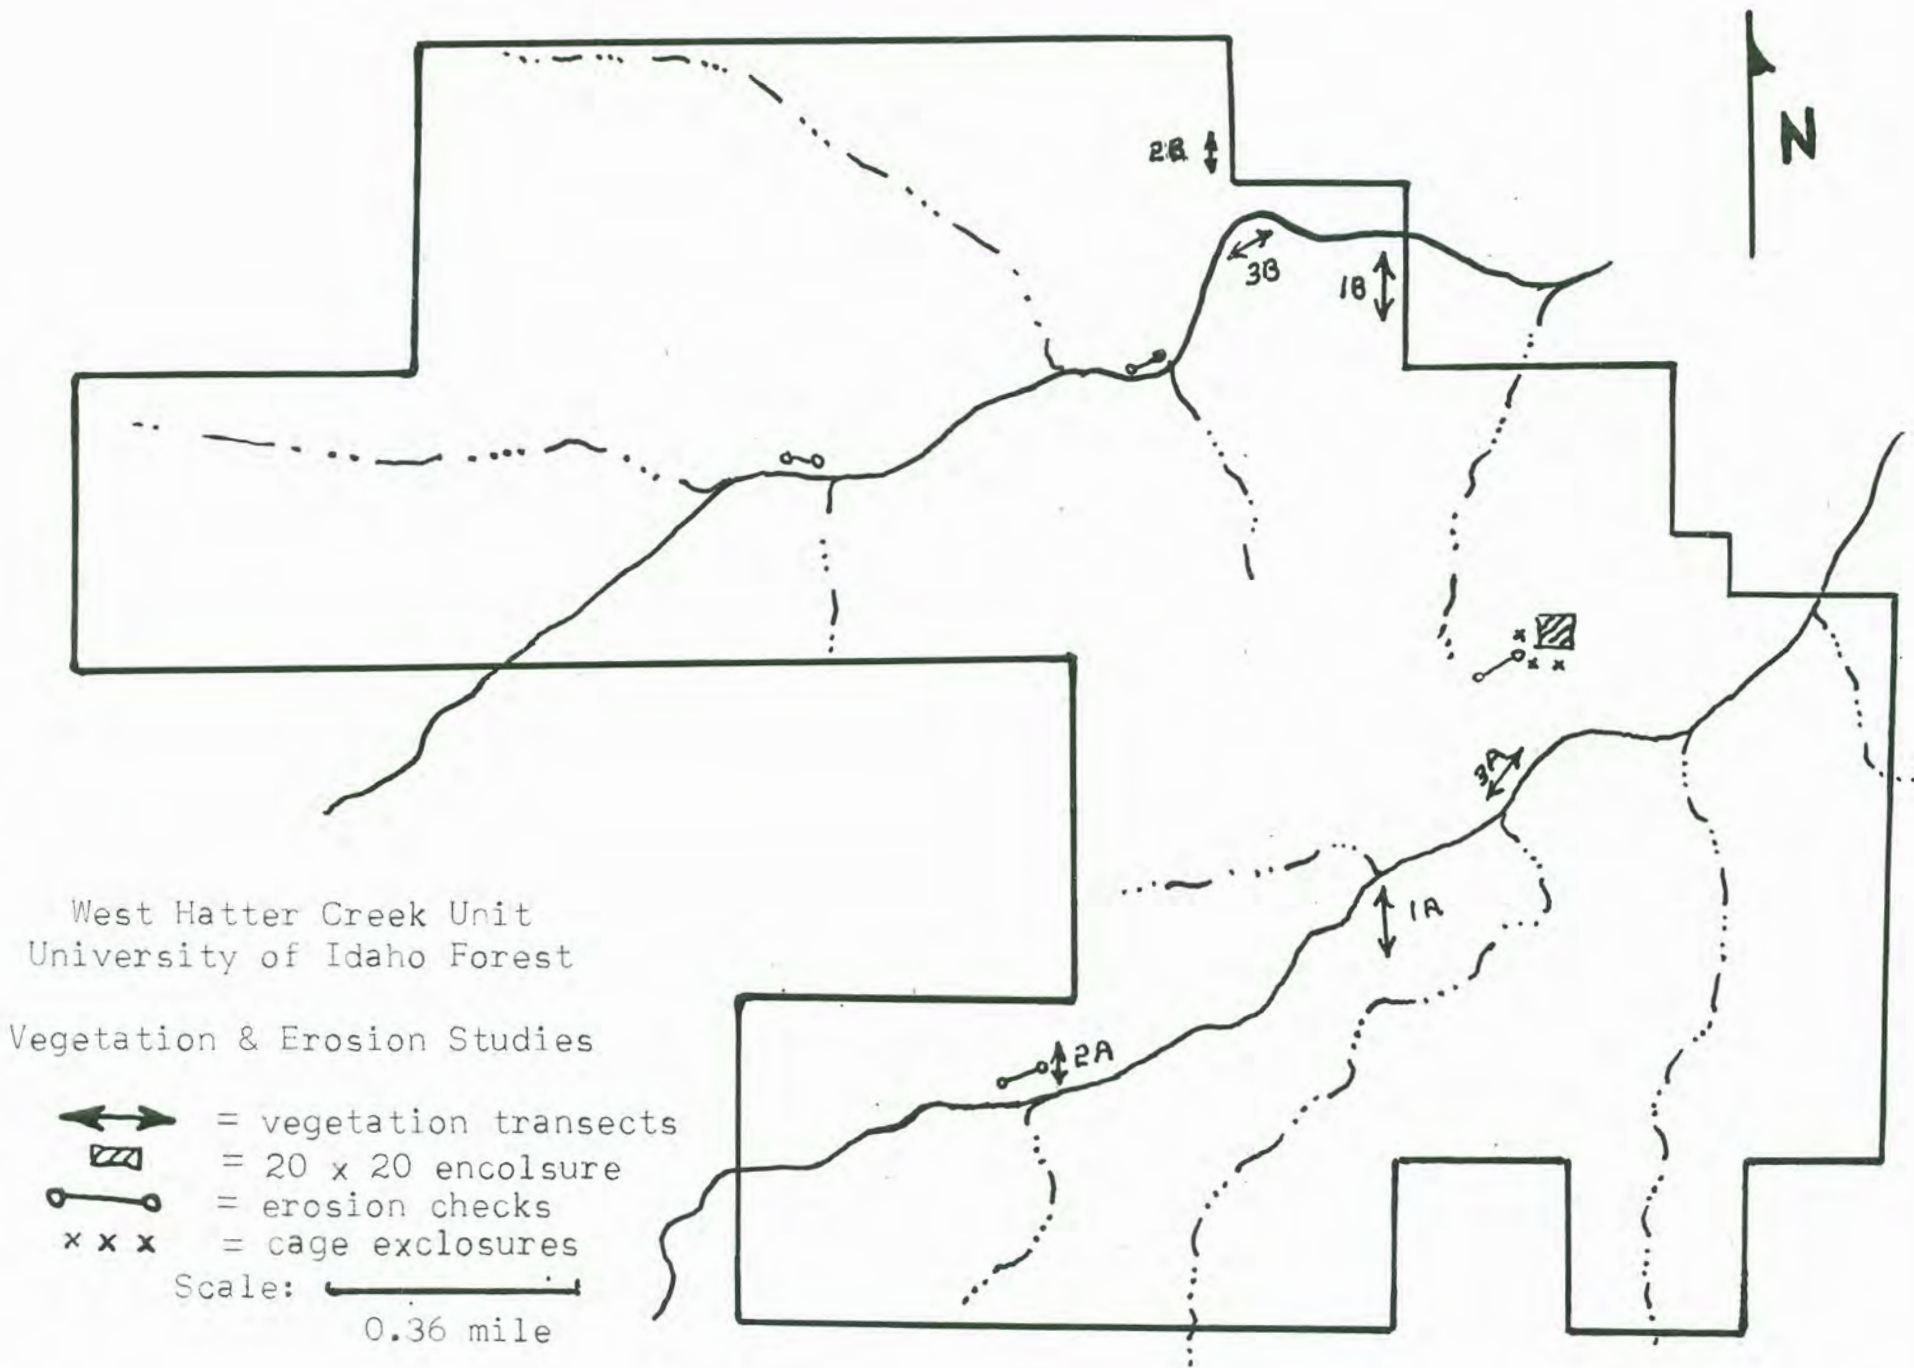 N
2B
3B
1B
3A
1A
2A
West Hatter Creek Unit
University of Idaho Forest
Vegetation & Erosion Studies
= vegetation transects
= 20 x 20 encolsure
= erosion checks
x x x = cage exclosures
Scale:
0.36 mile